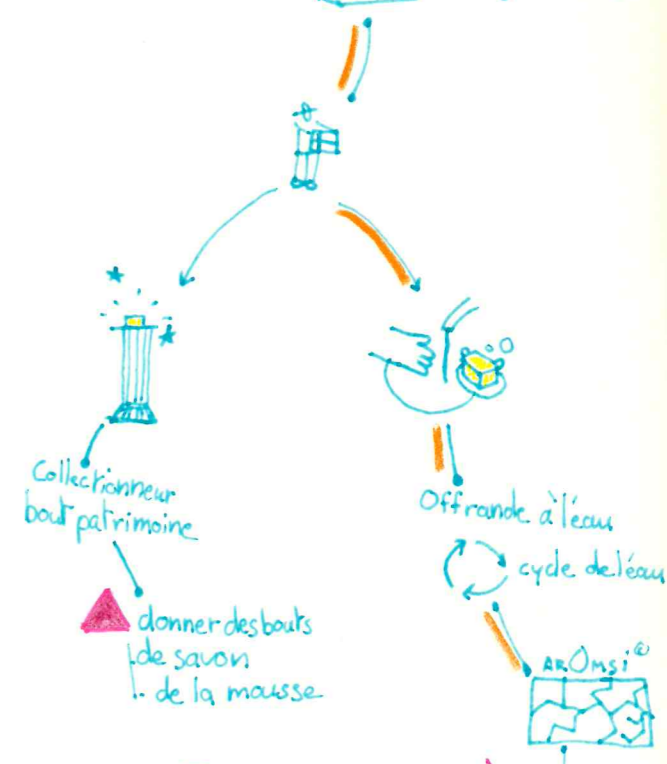 Collectionneur
bout patrimoine
donner des bouts
de savon
de la mousse
Offrande à l'eau
cycle de l'eau
AROMSI @